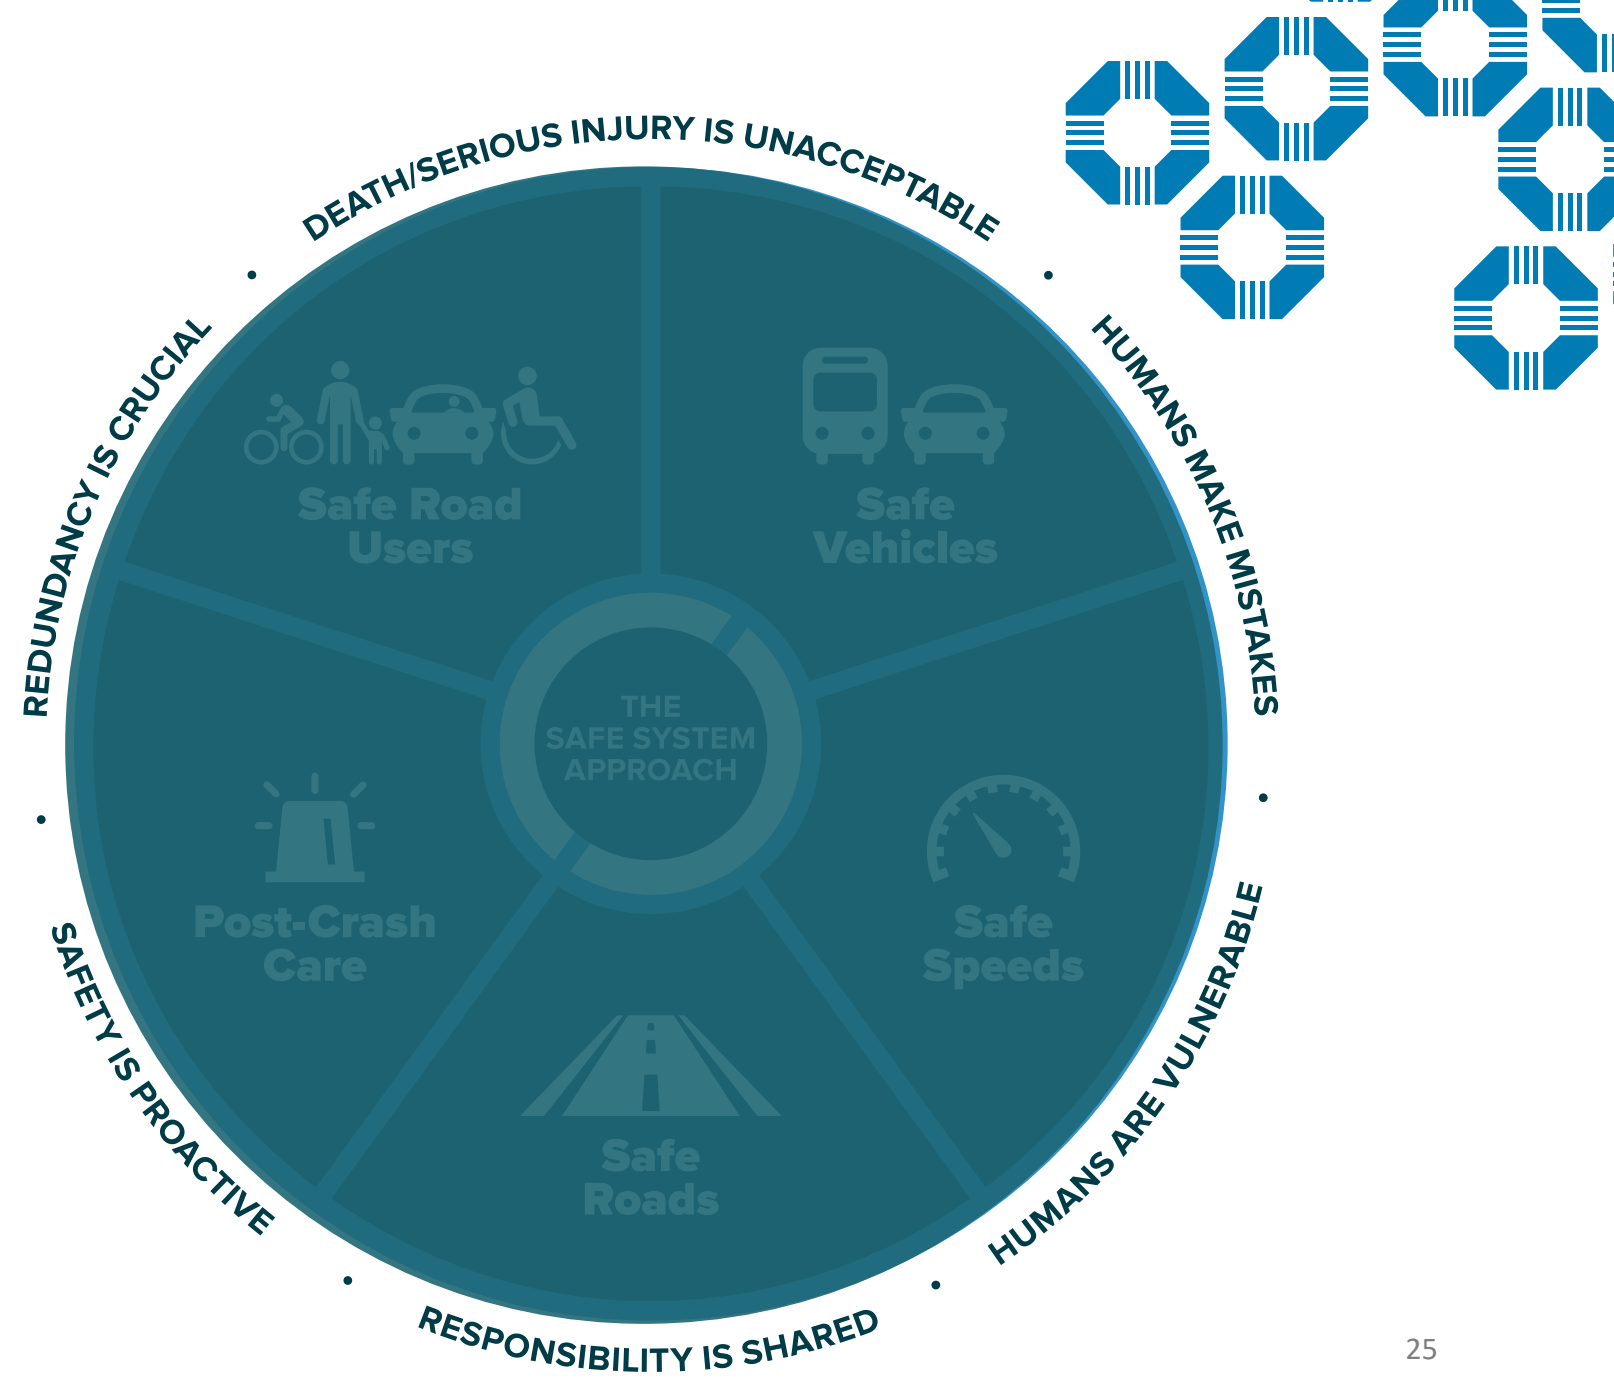 DEATH/SERIOUS INJURY IS UNACCEPTABLE
HUMANS MAKE MISTAKES
HUMANS ARE VULNERABLE
RESPONSIBILITY IS SHARED
SAFETY IS PROACTIVE
REDUNDANCY IS CRUCIAL
Safe Road
Users
Safe
Vehicles
THE
SAFE SYSTEM
APPROACH
Post-Crash
Care
Safe
Speeds
Safe
Roads
25